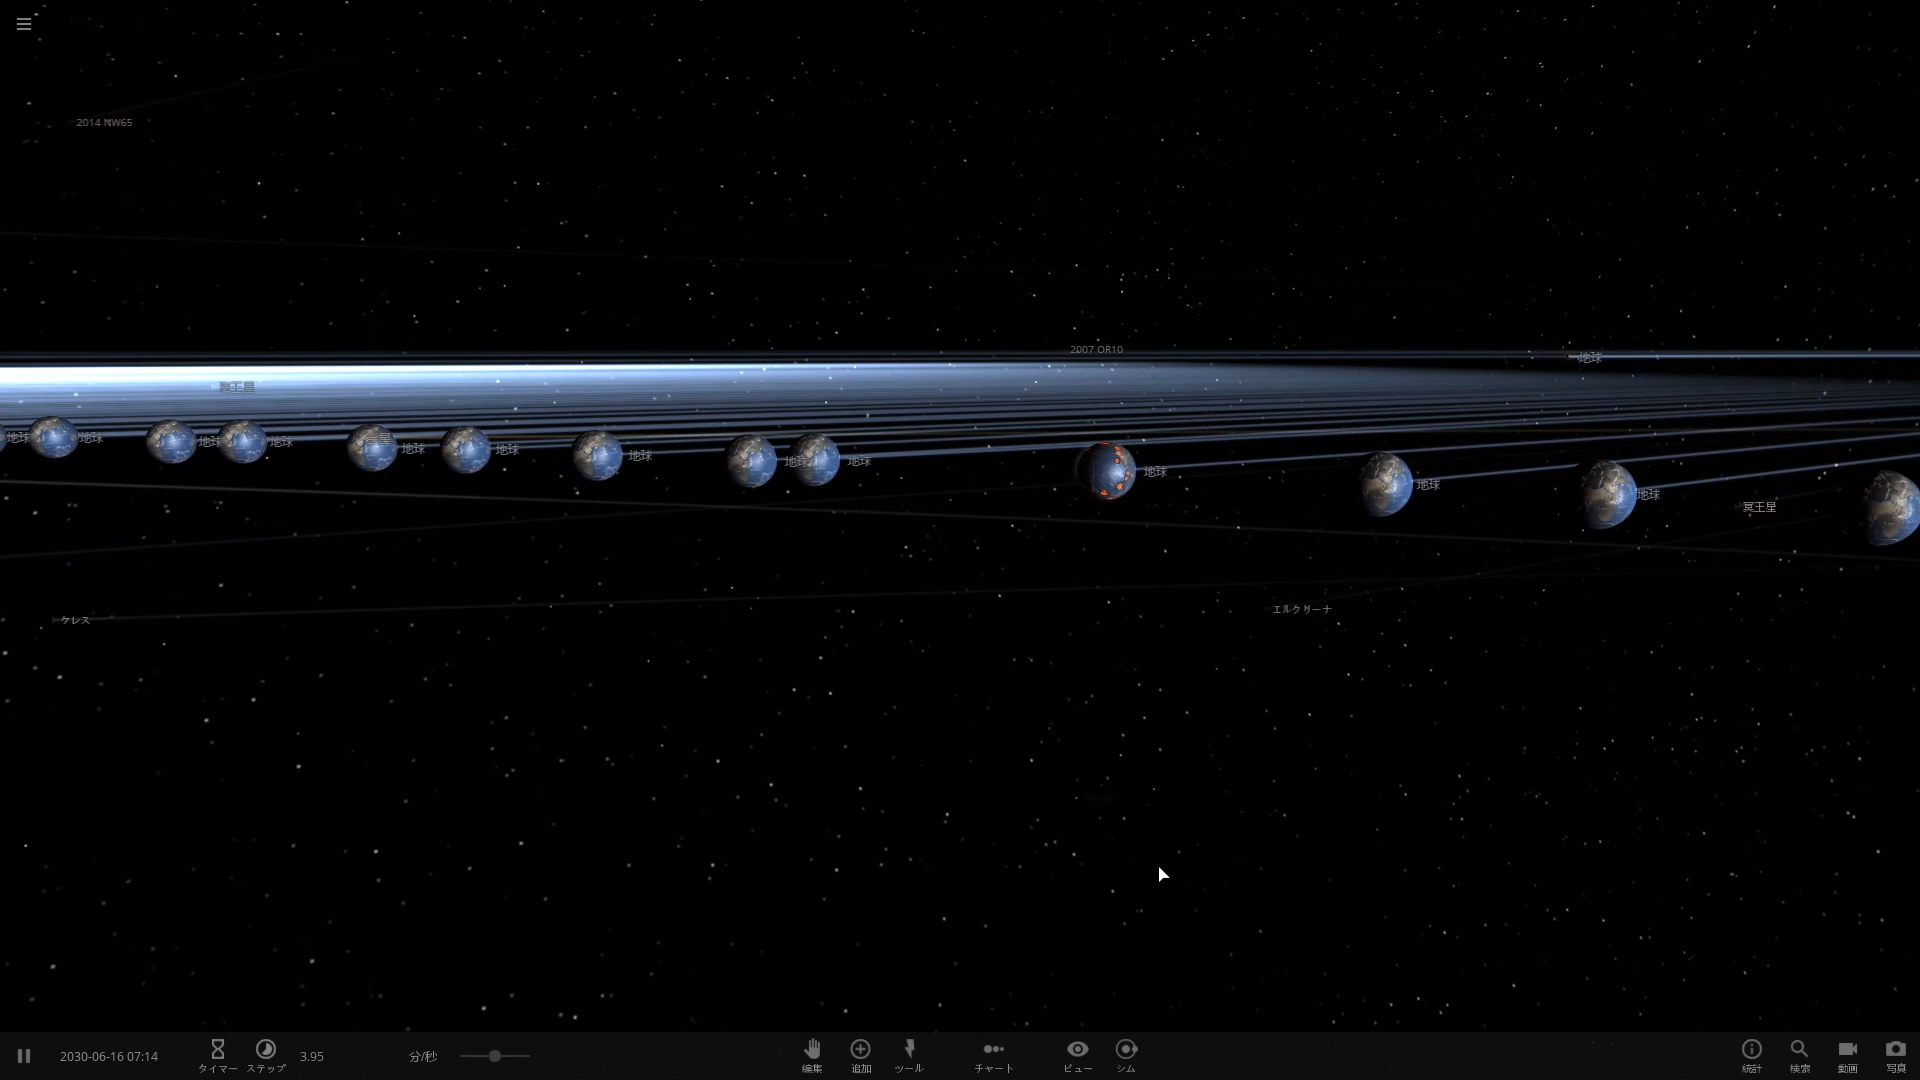 2014 NW65
2007 OR10
地球
海王星
地球
地球
地球
地球
地球
地球
地球
地球
地球
地球
地球
地球
冥王星
エルクリーナ
ケレス
2030-06-16 07:14
タイマー
ステップ
3.95
分/秒
編集
追加
ツール
チャート
ビュー
シム
統計
検索
動画
写真